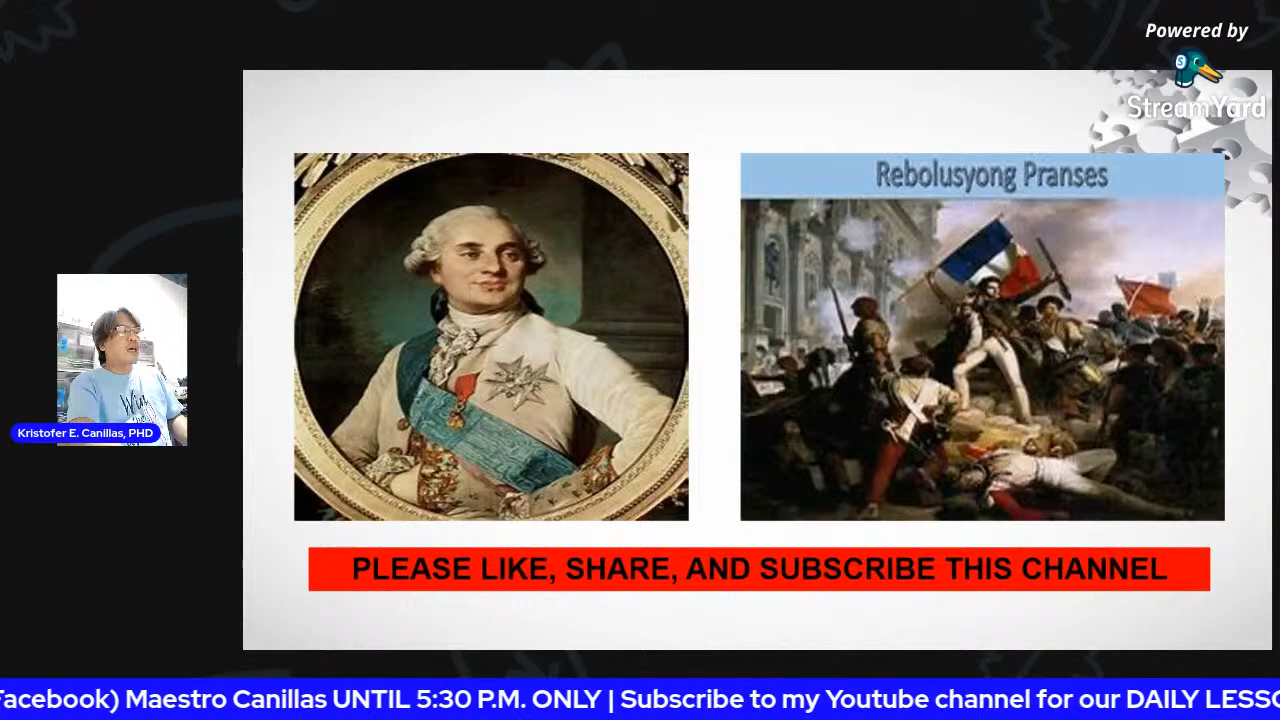 Powered by
StreamYard
Rebolusyong Pranses
Kristofer E. Canillas, PHD
PLEASE LIKE, SHARE, AND SUBSCRIBE THIS CHANNEL
Facebook) Maestro Canillas UNTIL 5:30 P.M. ONLY | Subscribe to my Youtube channel for our DAILY LESSO